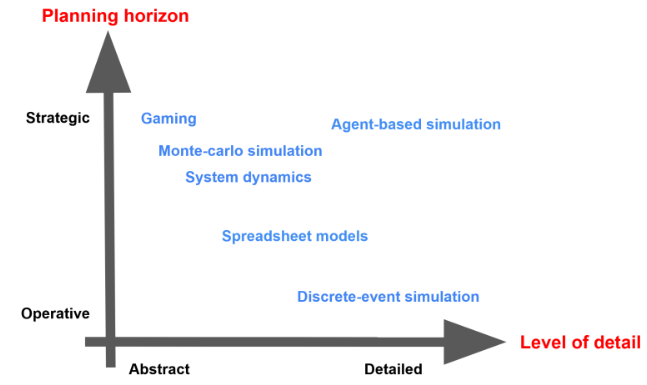 Planning horizon
Strategic
Gaming
Agent-based simulation
Monte-carlo simulation
System dynamics
Spreadsheet models
Discrete-event simulation
Operative
Level of detail
Abstract
Detailed